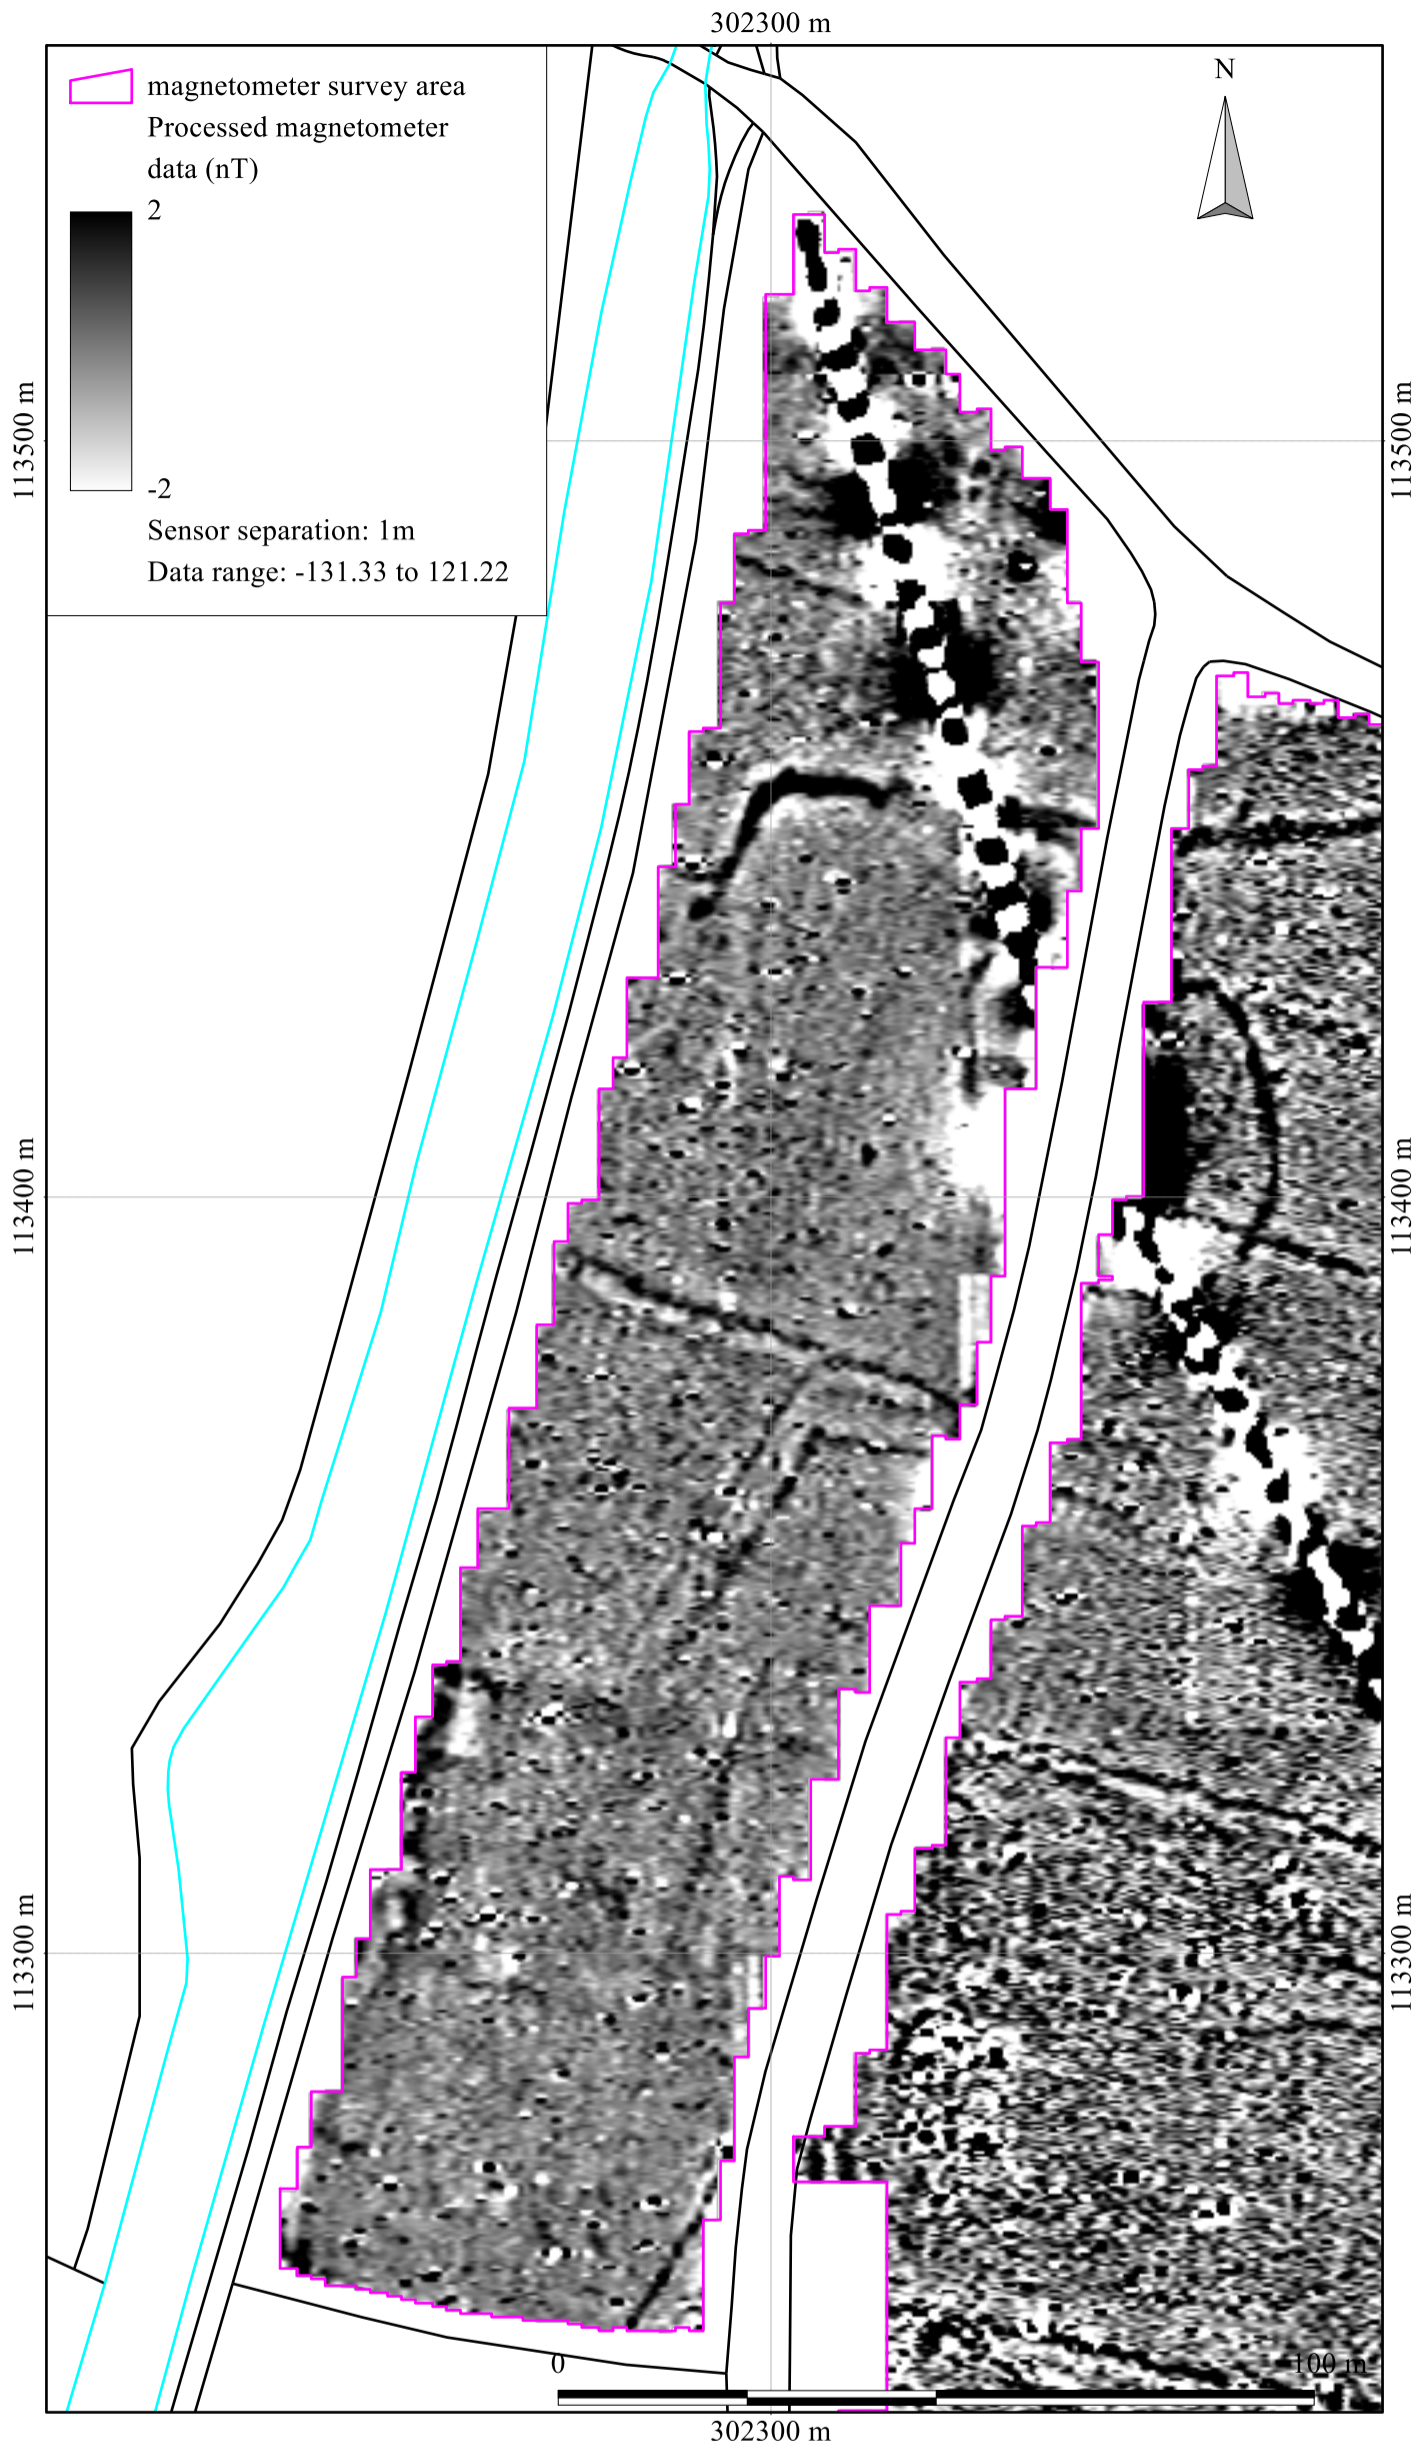 302300 m
N
magnetometer survey area
Processed magnetometer
data (nT)
2
-2
Sensor separation: 1m
Data range: -131.33 to 121.22
113500 m
113500 m
113400 m
113400 m
113300 m
113300 m
0
100 m
302300 m